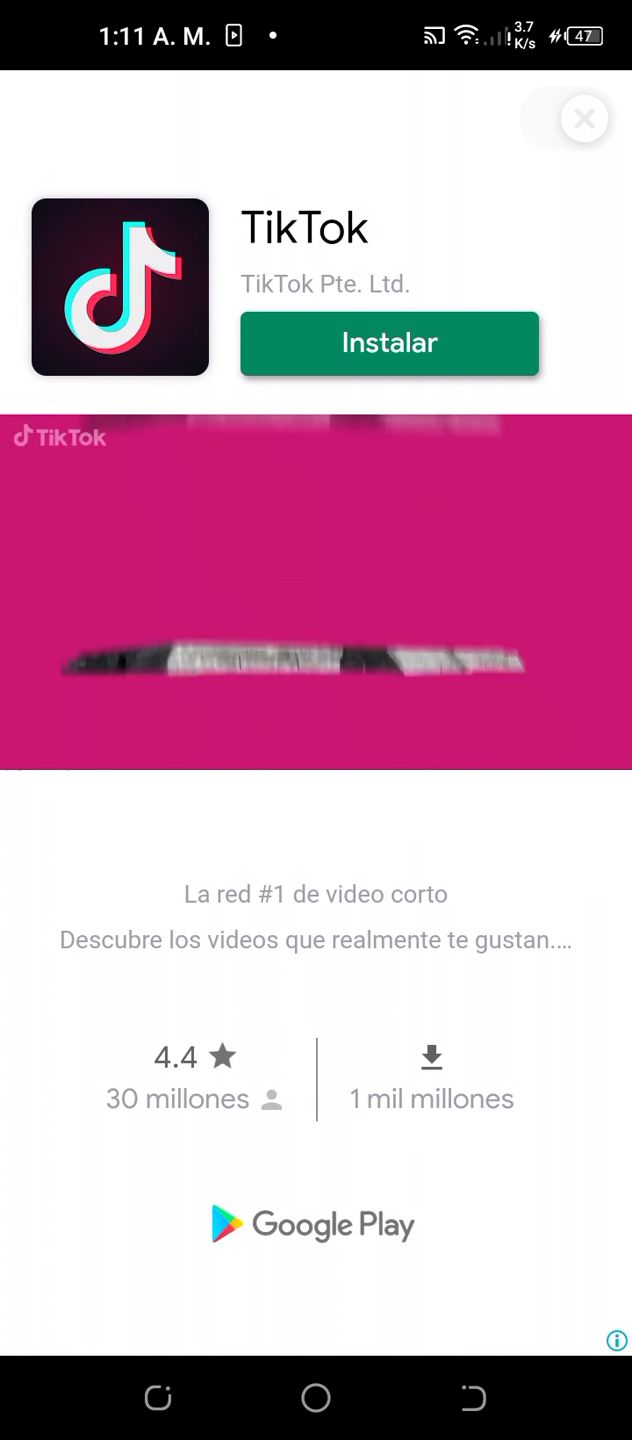 1:11 A. M.
3.7
K/s
47
TikTok
TikTok Pte. Ltd.
Instalar
TikTok
La red #1 de video corto
Descubre los videos que realmente te gustan....
4.4
30 millones
1 mil millones
Google Play